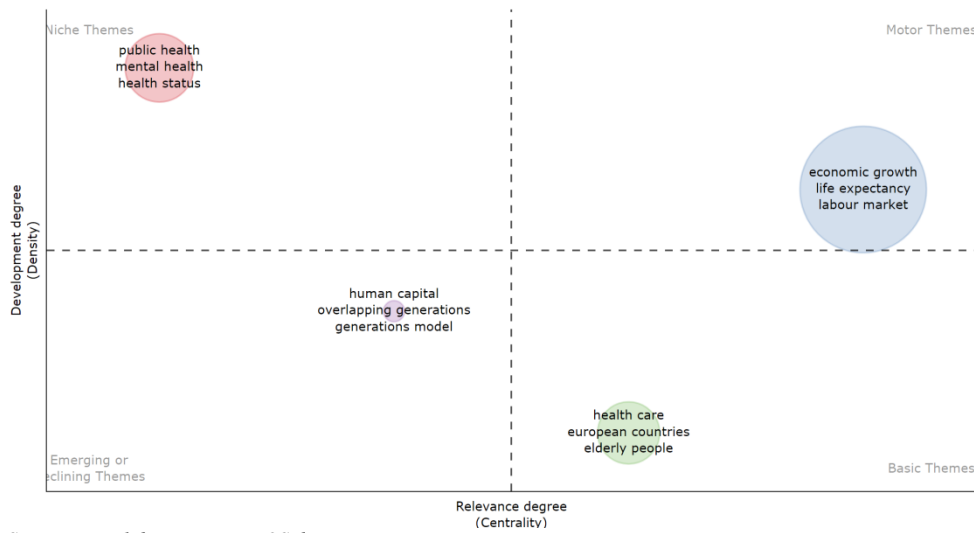 Niche Themes
Motor Themes
public health
mental health
health status
economic growth
life expectancy
labour market
Development degree
(Density)
human capital
overlapping generations
generations model
health care
european countries
elderly people
Emerging or
eclining Themes
Basic Themes
Relevance degree
(Centrality)